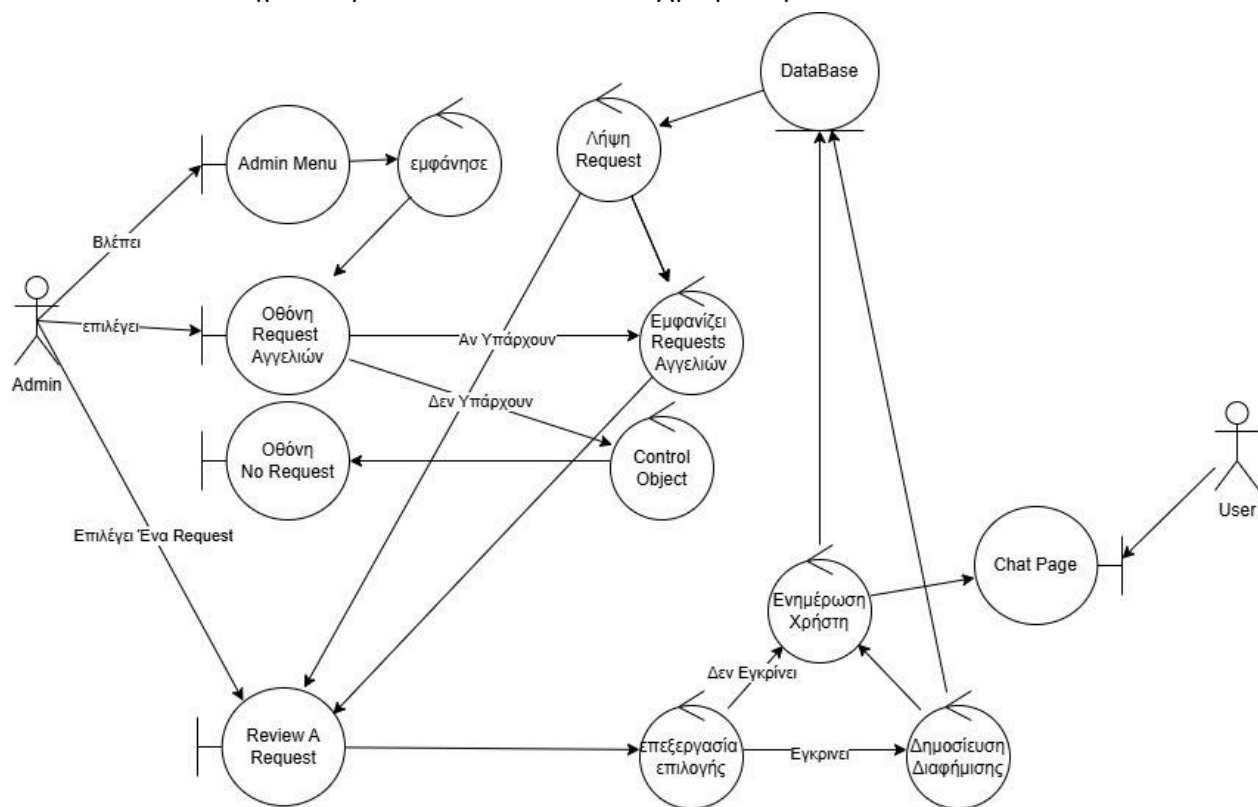 DataBase
Λήψη
Request
Admin Menu
εμφάνησε
Βλέπει
Οθόνη
Request
Αγγελιών
επιλέγει
Αν Υπάρχουν
Εμφανίζει
Requests
Αγγελιών
Admin
Δεν Υπάρχουν
Οθόνη
No Request
Control
Object
User
Επιλέγει Ένα Request
Chat Page
Ενημέρωση
Χρήστη
Δεν Εγκρίνει
Review A
Request
επεξεργασία
επιλογής
Εγκρινει
Δημοσίευση
Διαφήμισης